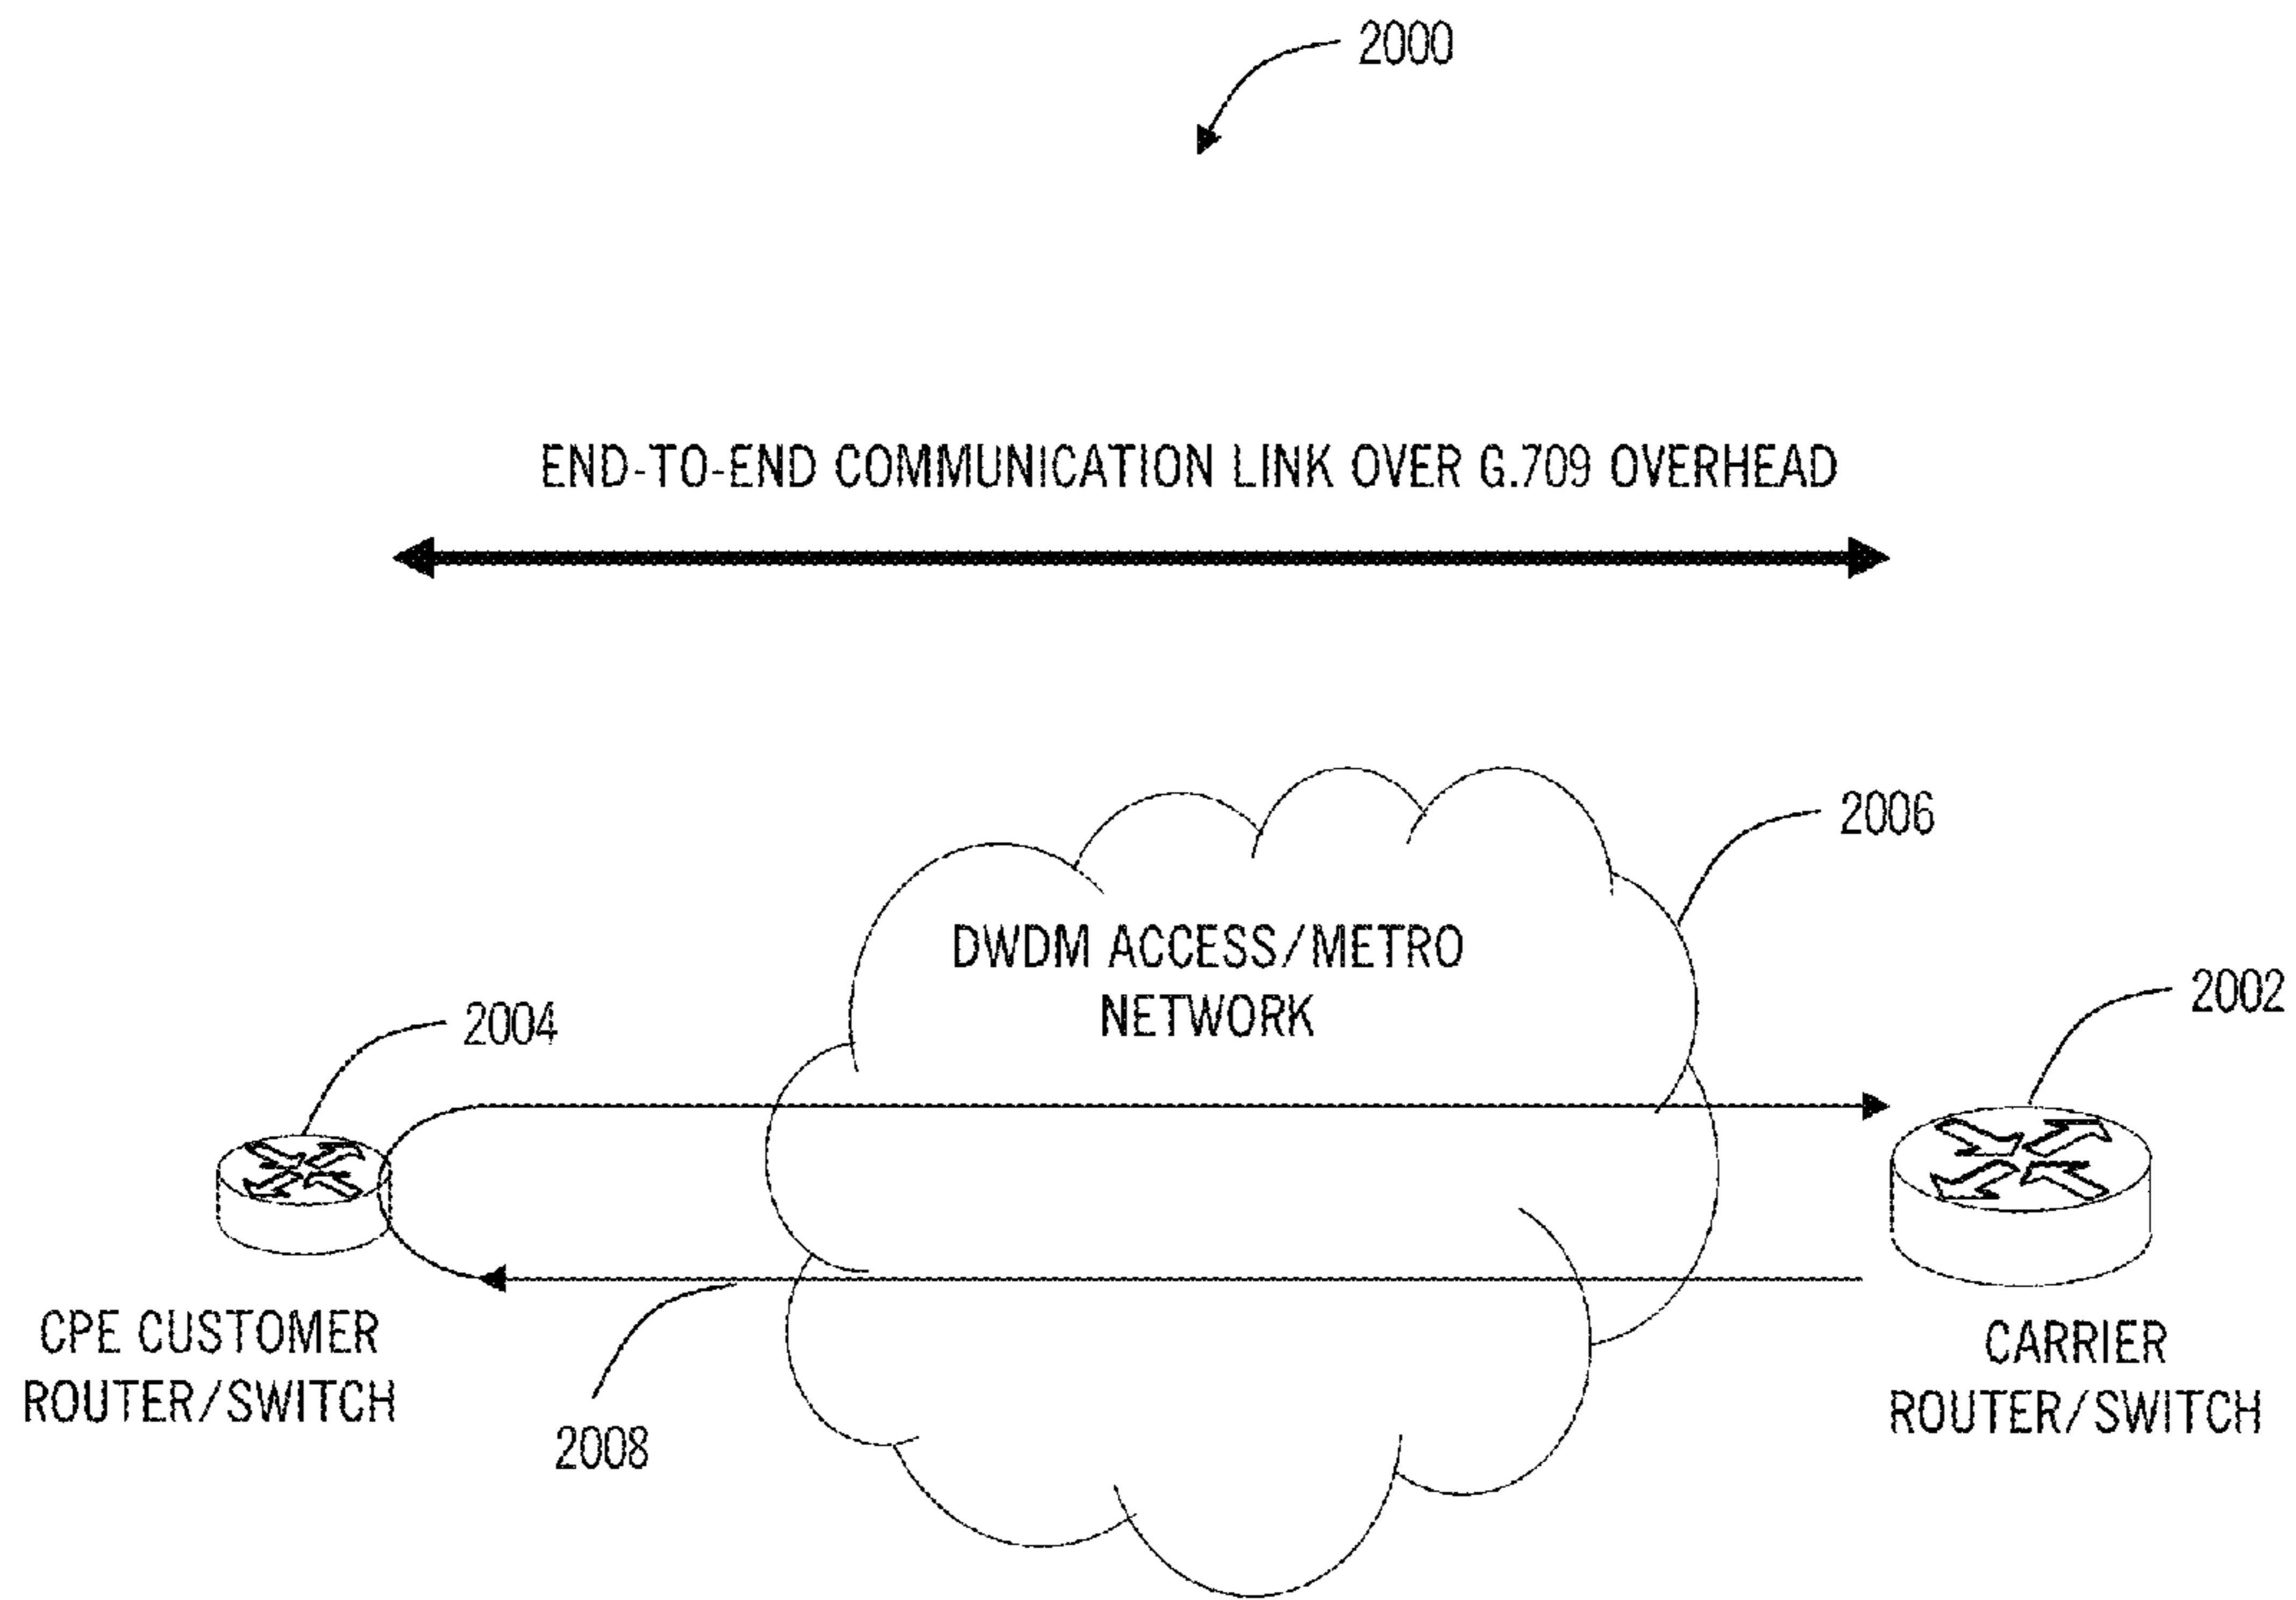 2000
END-TO-END COMMUNICATION LINK OVER G.709 OVERHEAD
2006
DWDM ACCESS/METRO
NETWORK
2002
2004
CPE CUSTOMER
ROUTER/SWITCH
CARRIER
ROUTER/SWITCH
2008